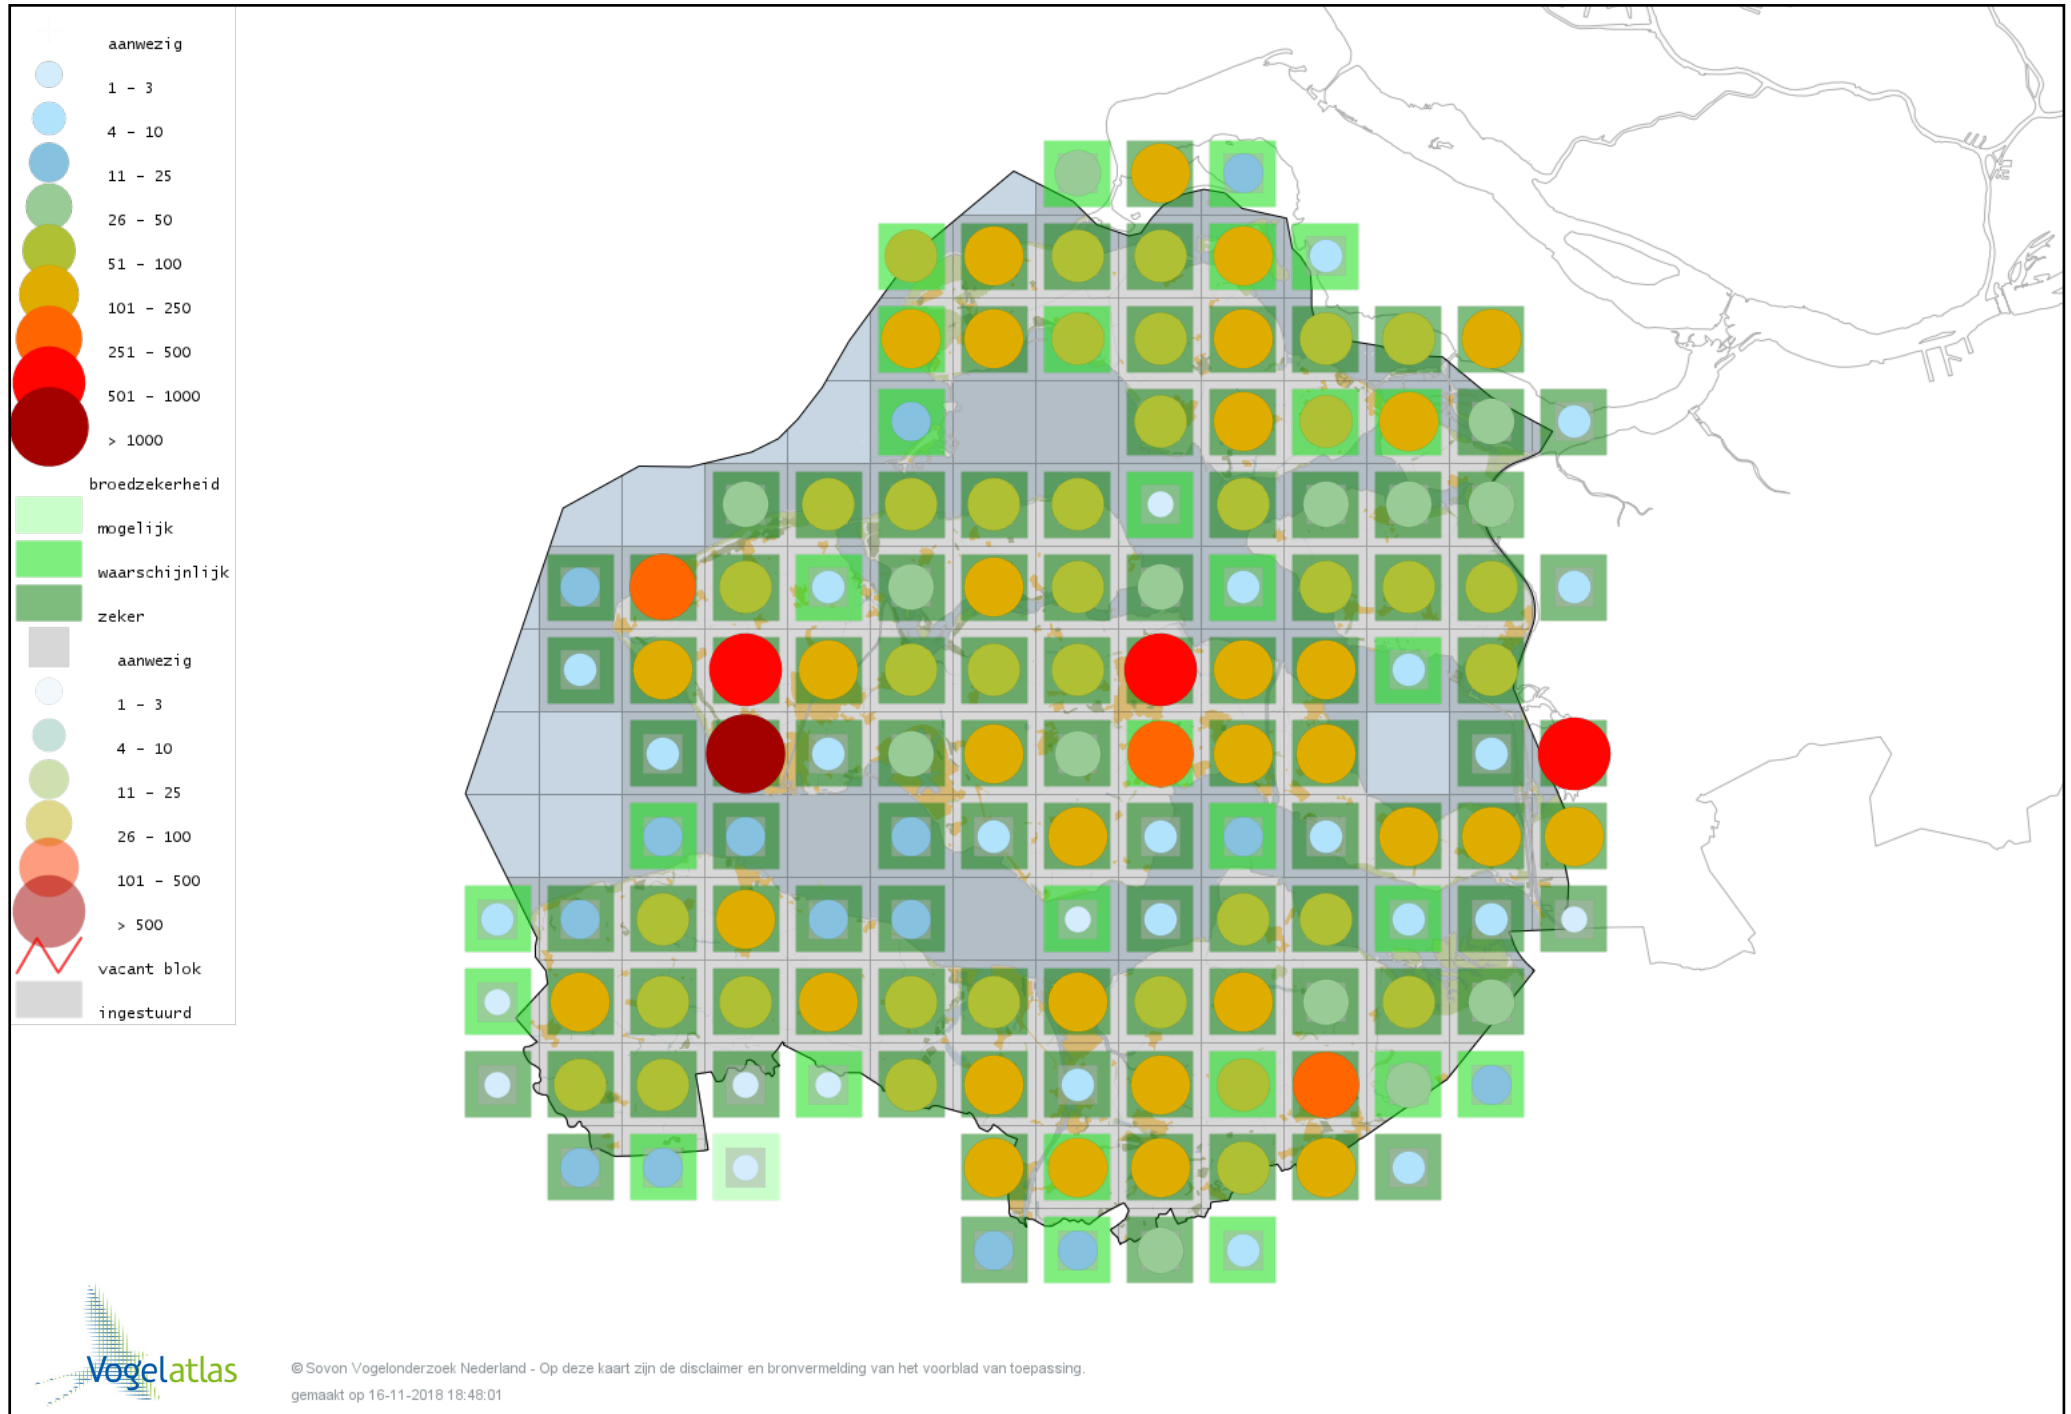 aanwezig
1 - 3
4 - 10
11 - 25
26 - 50
51 - 100
101 - 250
251 - 500
501 - 1000
> 1000
broedzekerheid
mogelijk
waarschijnlijk
zeker
aanwezig
1 - 3
4 - 10
11 - 25
26 - 100
101 - 500
> 500
vacant blok
ingestuurd
Vogelatlas
© Sovon Vogelonderzoek Nederland - Op deze kaart zijn de disclaimer en bronvermelding van het voorblad van toepassing.
gemaakt op 16-11-2018 18:48:01